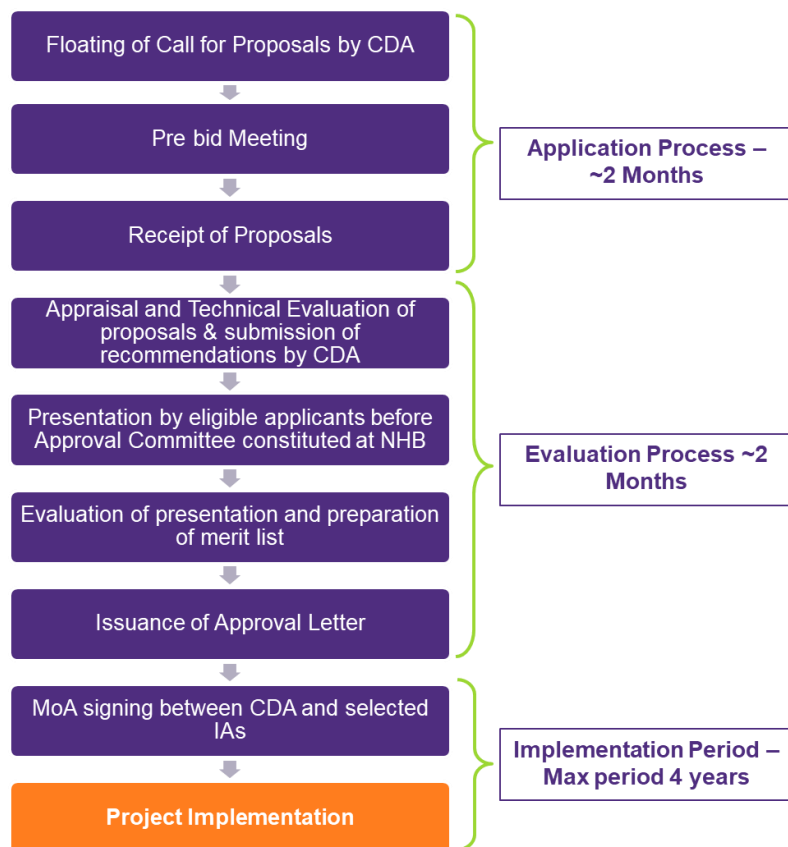 Floating of Call for Proposals by CDA
Pre bid Meeting
Receipt of Proposals
Application Process –
~2 Months
Appraisal and Technical Evaluation of
proposals & submission of
recommendations by CDA
Presentation by eligible applicants before
Approval Committee constituted at NHB
Evaluation of presentation and preparation
of merit list
Issuance of Approval Letter
Evaluation Process ~2
Months
MoA signing between CDA and selected
IAs
Project Implementation
Implementation Period –
Max period 4 years